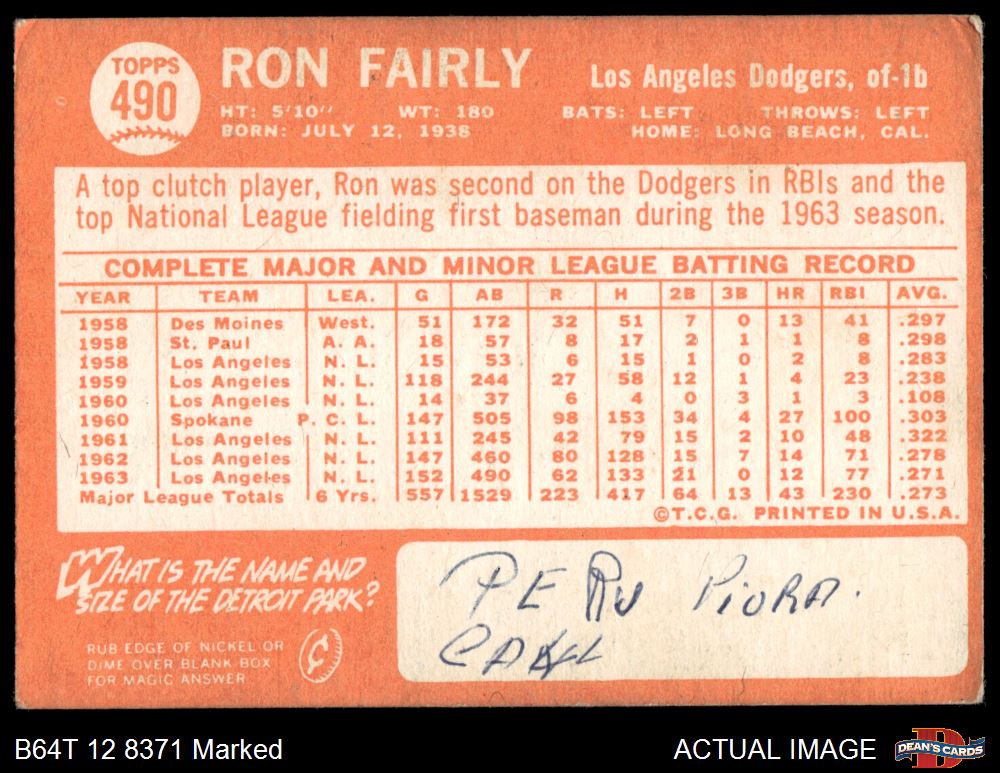 TOPPS
490
RON FAIRLY
Los Angeles Dodgers, of-1b
HT: 5'10" WT: 180 BATS: LEFT THROWS: LEFT
BORN: JULY 12, 1938 HOME: LONG BEACH, CAL.
A top clutch player, Ron was second on the Dodgers in RBIs and the
top National League fielding first baseman during the 1963 season.
COMPLETE MAJOR AND MINOR LEAGUE BATTING RECORD
YEAR TEAM LEA. G AB R H 2B 3B HR RBI AVG.
1958 Des Moines West. 51 172 32 51 7 0 13 41 .297
1958 St. Paul A. A. 18 57 8 17 2 1 1 8 .298
1958 Los Angeles N. L. 15 53 6 15 1 0 2 8 .283
1959 Los Angeles N. L. 118 244 27 58 12 1 4 23 .238
1960 Los Angeles N. L. 14 37 6 4 0 3 1 3 .108
1960 Spokane P. C. L. 147 505 98 153 34 4 27 100 .303
1961 Los Angeles N. L. 111 245 42 79 15 2 10 48 .322
1962 Los Angeles N. L. 147 460 80 128 15 7 14 71 .278
1963 Los Angeles N. L. 152 490 62 133 21 0 12 77 .271
Major League Totals 6 Yrs. 557 1529 223 417 64 13 43 230 .273
©T.C.G. PRINTED IN U.S.A.
WHAT IS THE NAME AND
SIZE OF THE DETROIT PARK?
RUB EDGE OF NICKEL OR
DIME OVER BLANK BOX
FOR MAGIC ANSWER
PERU PIURA.
B64T 12 8371 Marked
ACTUAL IMAGE
DEAN'S CARDS